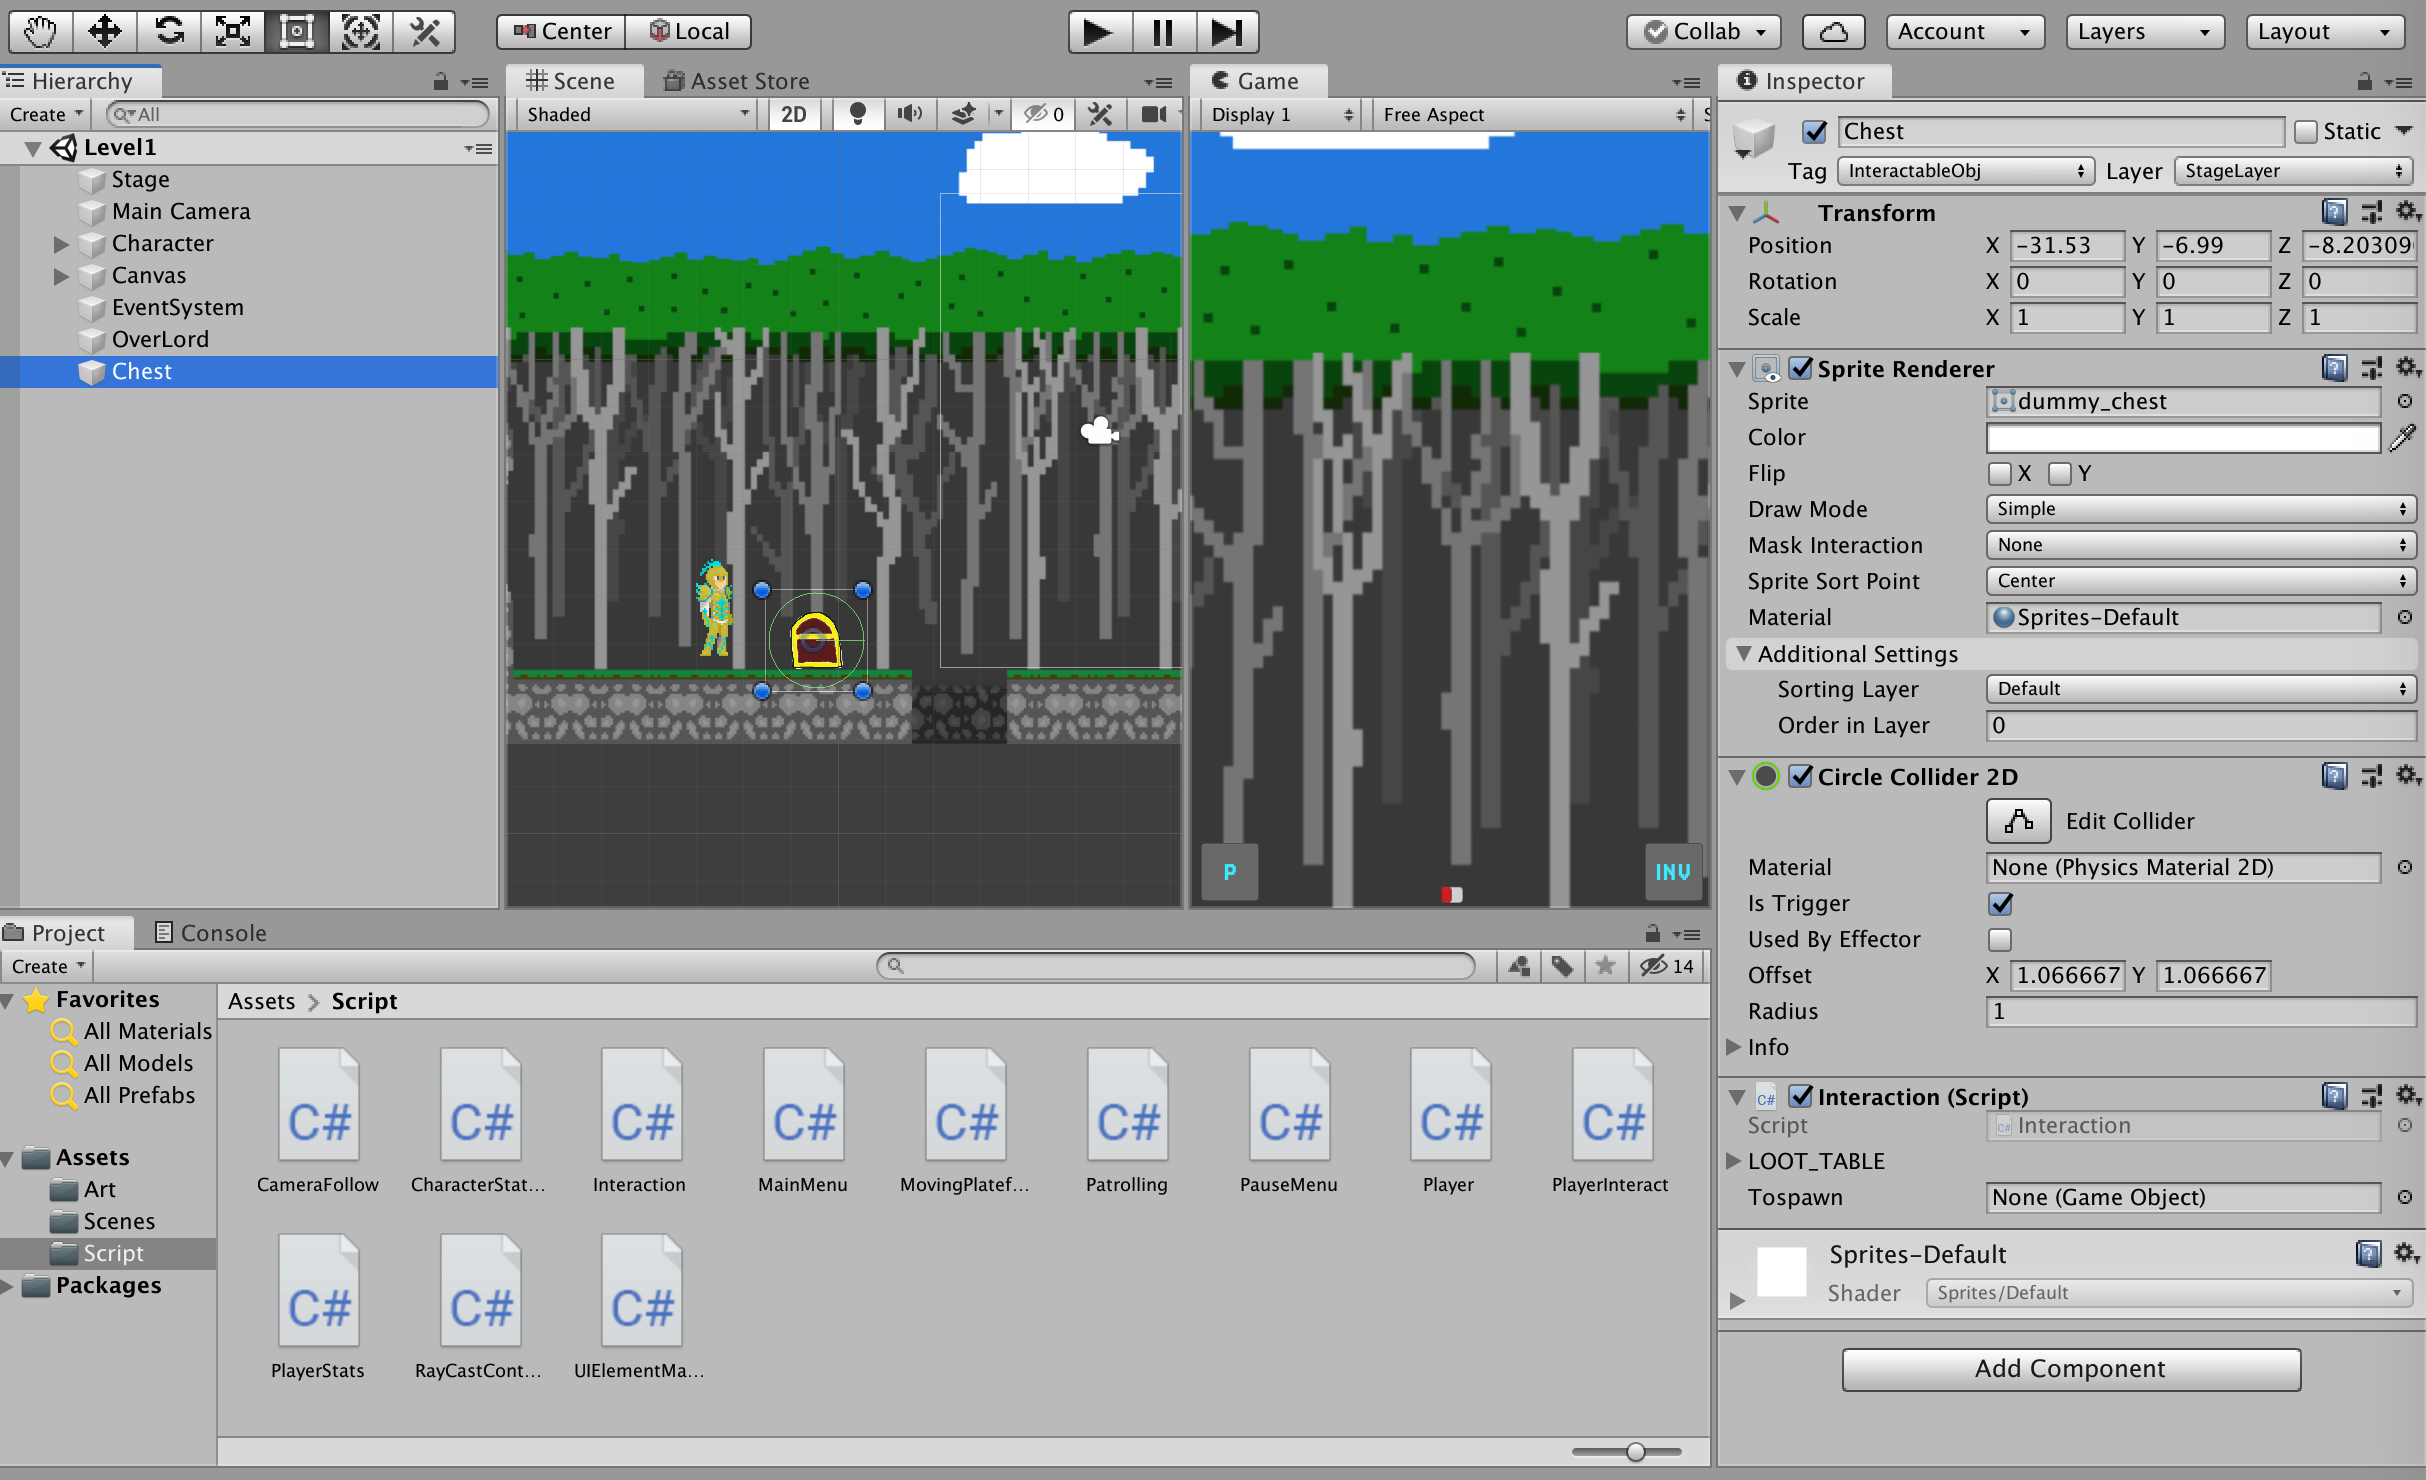 Center Local
Collab Account Layers Layout
Hierarchy
Create All
Level1
Stage
Main Camera
Character
Canvas
EventSystem
OverLord
Chest
Scene Asset Store
Shaded 2D 0
Game
Display 1 Free Aspect S
P INV
Inspector
Chest Static
Tag InteractableObj Layer StageLayer
Transform
Position X -31.53 Y -6.99 Z -8.20309
Rotation X 0 Y 0 Z 0
Scale X 1 Y 1 Z 1
Sprite Renderer
Sprite dummy_chest
Color
Flip X Y
Draw Mode Simple
Mask Interaction None
Sprite Sort Point Center
Material Sprites-Default
Additional Settings
Sorting Layer Default
Order in Layer 0
Circle Collider 2D
Edit Collider
Material None (Physics Material 2D)
Is Trigger
Used By Effector
Offset X 1.066667 Y 1.066667
Radius 1
Info
C# Interaction (Script)
Script C# Interaction
LOOT_TABLE
Tospawn None (Game Object)
Sprites-Default
Shader Sprites/Default
Add Component
Project Console
Create 14
Favorites
All Materials
All Models
All Prefabs
Assets
Art
Scenes
Script
Packages
Assets > Script
C# C# C# C# C# C# C# C# C#
CameraFollow CharacterStat... Interaction MainMenu MovingPlatef... Patrolling PauseMenu Player PlayerInteract
C# C# C#
PlayerStats RayCastCont... UIElementMa...